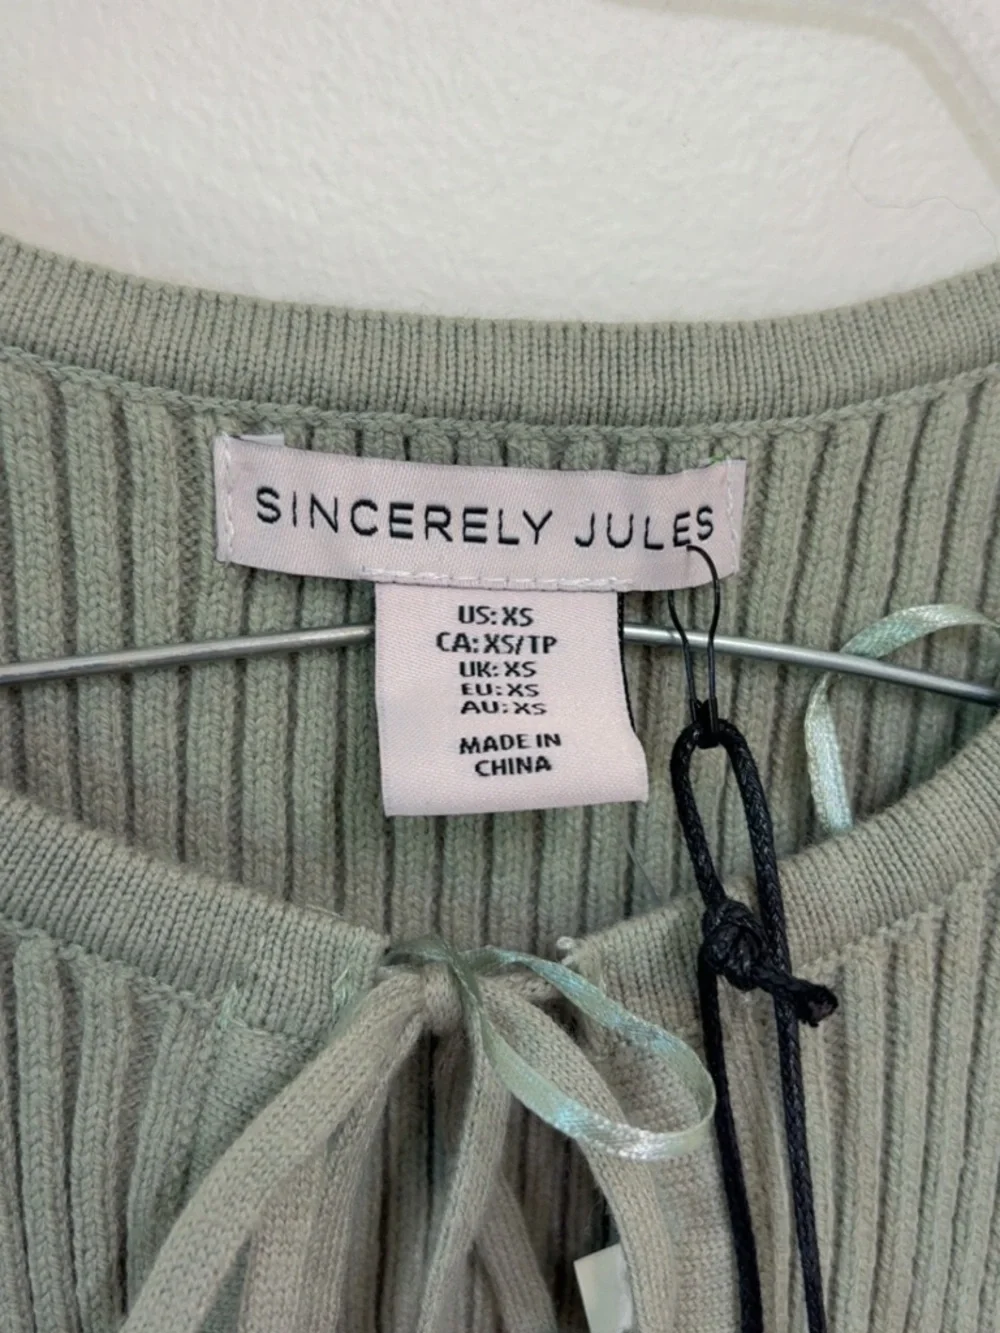 SINCERELY JULES
US: XS
CA: XS/TP
UK: XS
EU: XS
AU: XS
MADE IN
CHINA